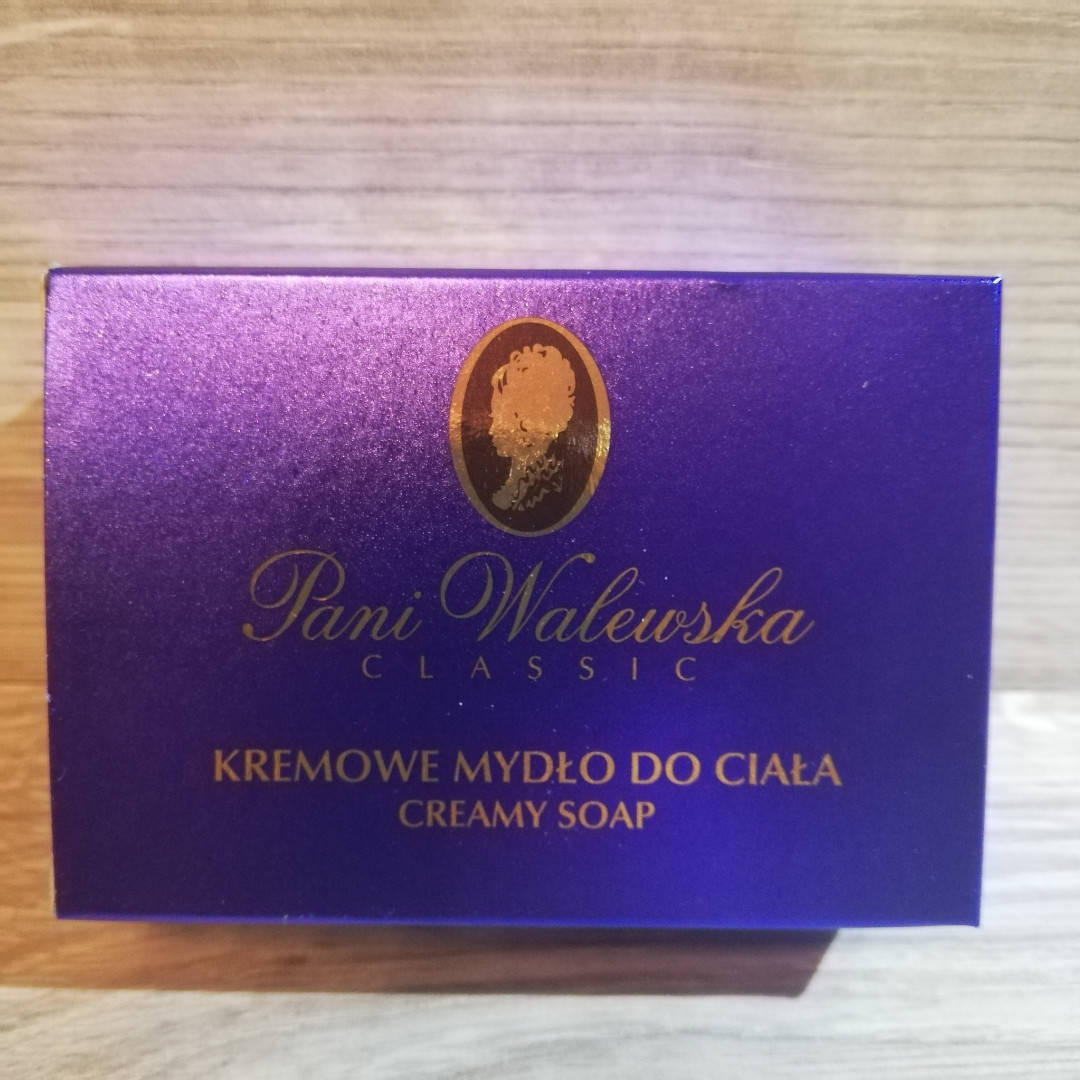 Pani Walewska
CLASSIC
KREMOWE MYDŁO DO CIAŁA
CREAMY SOAP